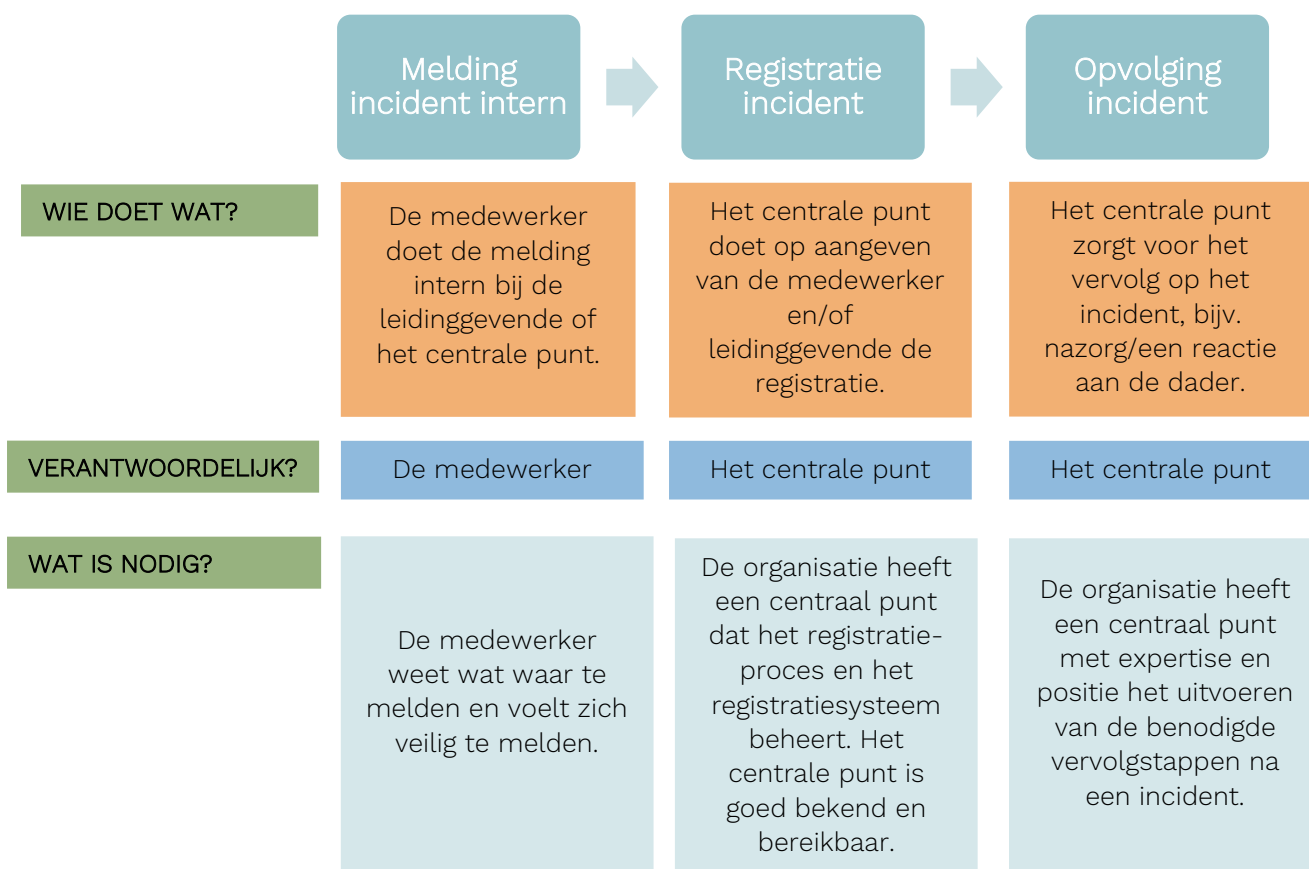 Melding
incident intern
Registratie
incident
Opvolging
incident
WIE DOET WAT?
De medewerker
doet de melding
intern bij de
leidinggevende of
het centrale punt.
Het centrale punt
doet op aangeven
van de medewerker
en/of
leidinggevende de
registratie.
Het centrale punt
zorgt voor het
vervolg op het
incident, bijv.
nazorg/een reactie
aan de dader.
VERANTWOORDELIJK?
De medewerker
Het centrale punt
Het centrale punt
WAT IS NODIG?
De medewerker
weet wat waar te
melden en voelt zich
veilig te melden.
De organisatie heeft
een centraal punt
dat het registratie-
proces en het
registratiesysteem
beheert. Het
centrale punt is
goed bekend en
bereikbaar.
De organisatie heeft
een centraal punt
met expertise en
positie het uitvoeren
van de benodigde
vervolgstappen na
een incident.